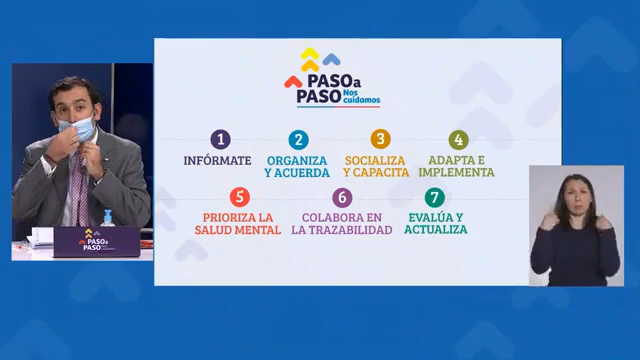 PASO a
PASO Nos
cuidamos
1
INFÓRMATE
2
ORGANIZA
Y ACUERDA
3
SOCIALIZA
Y CAPACITA
4
ADAPTA E
IMPLEMENTA
5
PRIORIZA LA
SALUD MENTAL
6
COLABORA EN
LA TRAZABILIDAD
7
EVALÚA Y
ACTUALIZA
PASO a
PASO